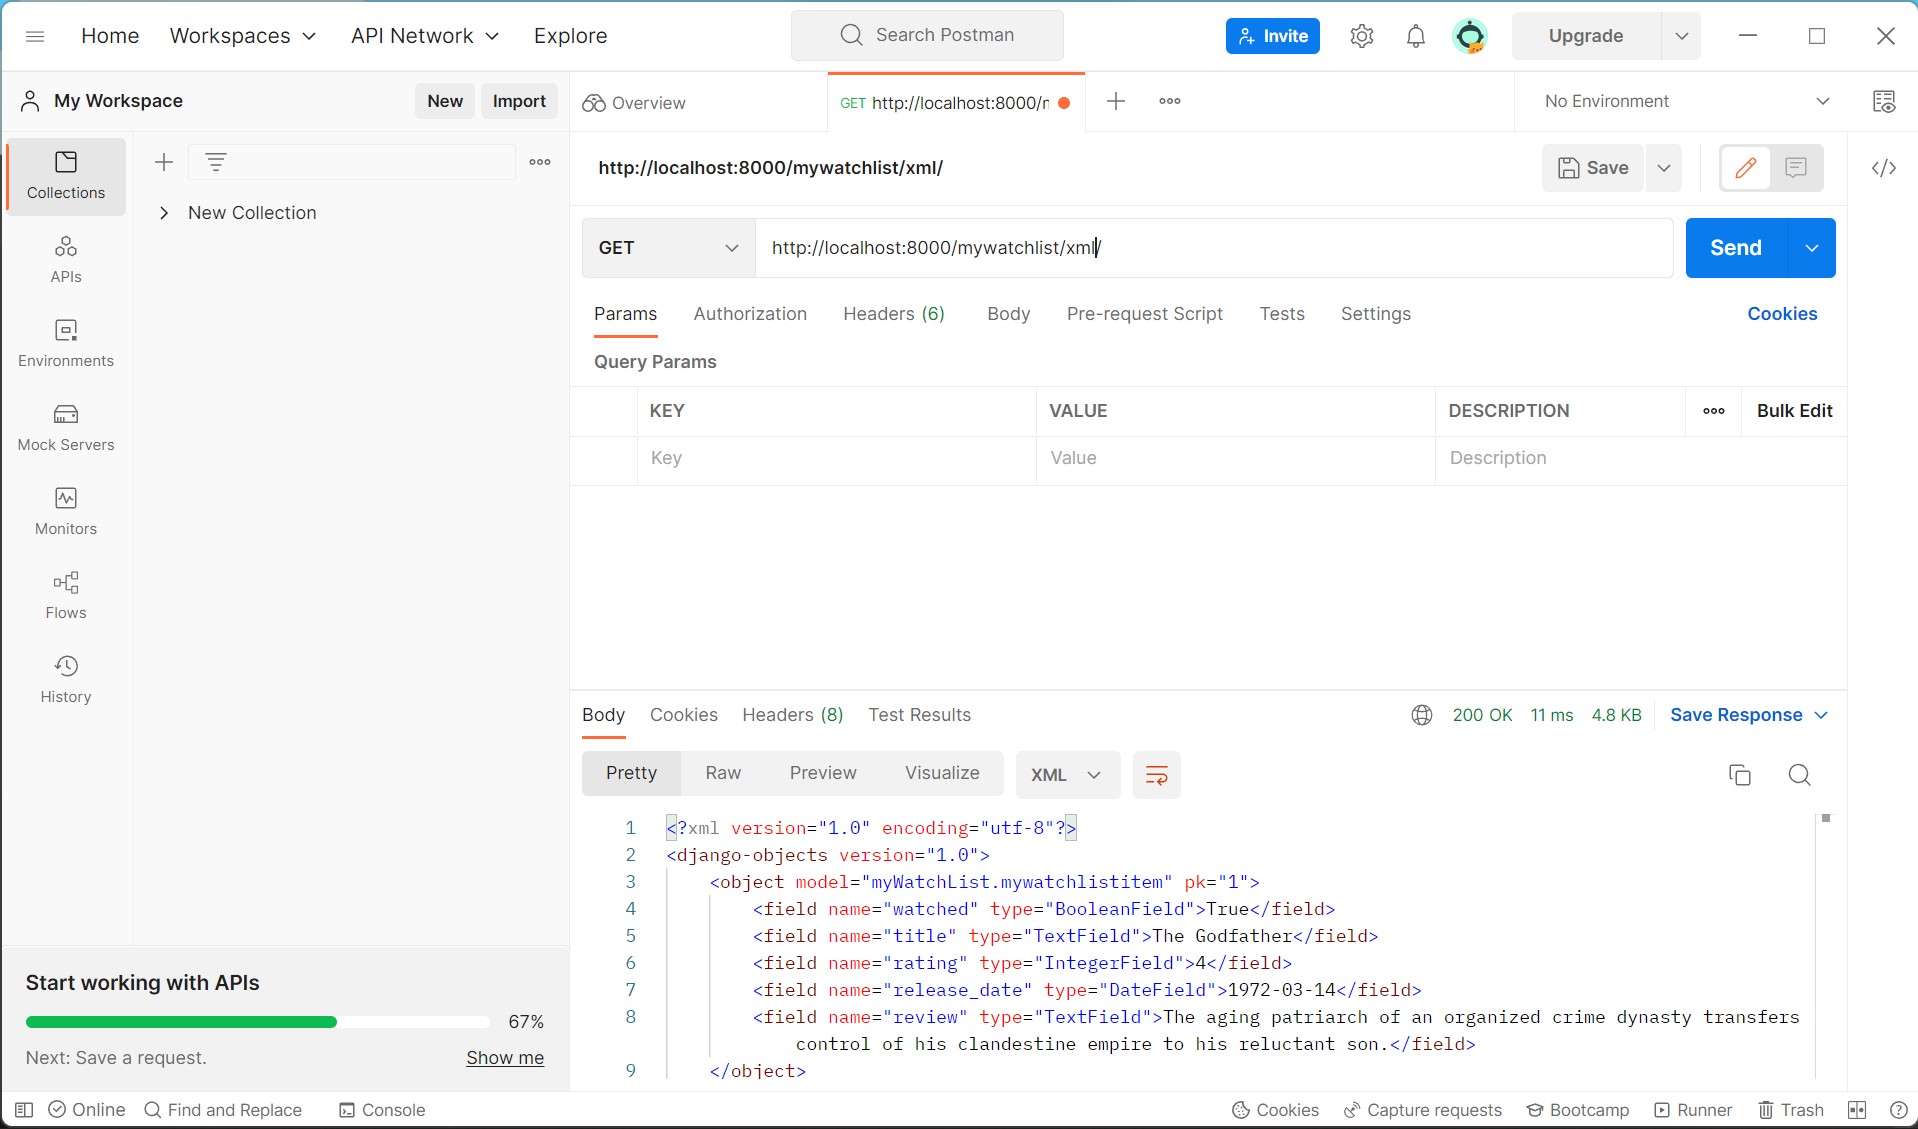 Home Workspaces API Network Explore Search Postman Invite Upgrade
My Workspace New Import Overview GET http://localhost:8000/m No Environment
http://localhost:8000/mywatchlist/xml/ Save
Collections
New Collection
GET http://localhost:8000/mywatchlist/xml/ Send
APIs
Params Authorization Headers (6) Body Pre-request Script Tests Settings Cookies
Environments
Query Params
KEY VALUE DESCRIPTION Bulk Edit
Mock Servers
Key Value Description
Monitors
Flows
History
Body Cookies Headers (8) Test Results 200 OK 11 ms 4.8 KB Save Response
Pretty Raw Preview Visualize XML
1 <?xml version="1.0" encoding="utf-8"?>
2 <django-objects version="1.0">
3 <object model="myWatchList.mywatchlistitem" pk="1">
4 <field name="watched" type="BooleanField">True</field>
5 <field name="title" type="TextField">The Godfather</field>
6 <field name="rating" type="IntegerField">4</field>
7 <field name="release_date" type="DateField">1972-03-14</field>
8 <field name="review" type="TextField">The aging patriarch of an organized crime dynasty transfers
control of his clandestine empire to his reluctant son.</field>
9 </object>
Start working with APIs
67%
Next: Save a request. Show me
Online Find and Replace Console Cookies Capture requests Bootcamp Runner Trash